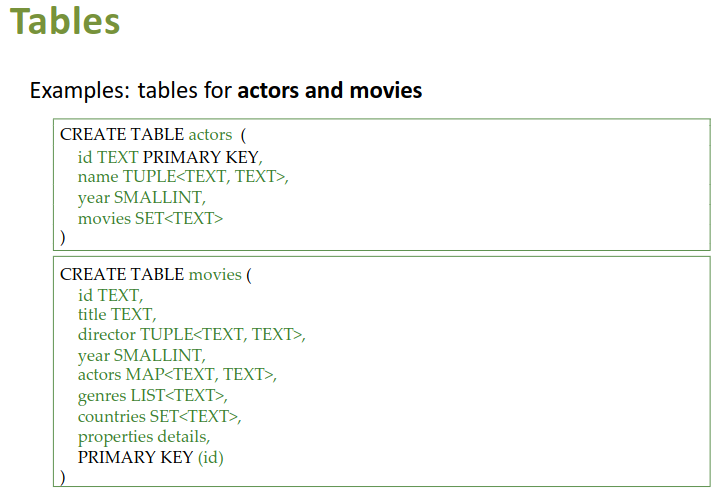 Tables
Examples: tables for actors and movies
CREATE TABLE actors (
id TEXT PRIMARY KEY,
name TUPLE<TEXT, TEXT>,
year SMALLINT,
movies SET<TEXT>
)
CREATE TABLE movies (
id TEXT,
title TEXT,
director TUPLE<TEXT, TEXT>,
year SMALLINT,
actors MAP<TEXT, TEXT>,
genres LIST<TEXT>,
countries SET<TEXT>,
properties details,
PRIMARY KEY (id)
)